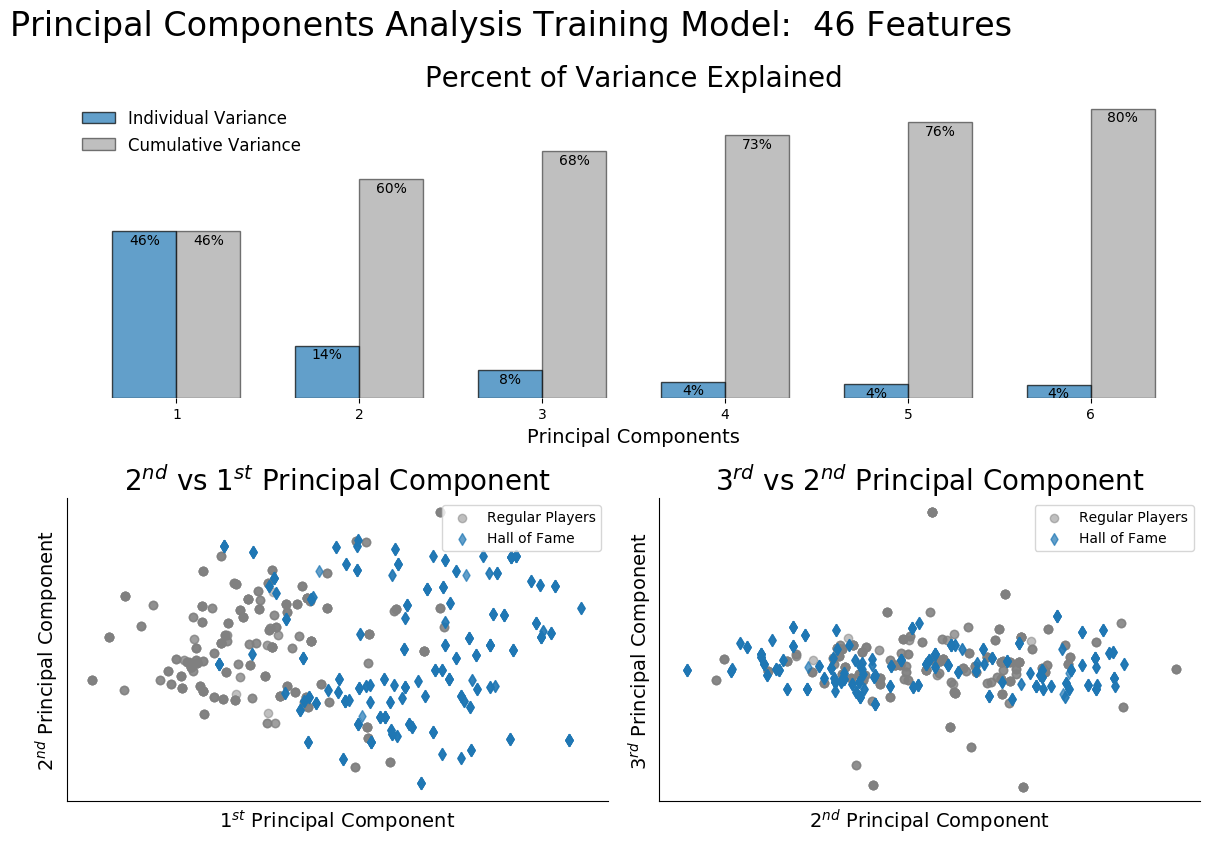 Principal Components Analysis Training Model:  46 Features
Percent of Variance Explained
Individual Variance
Cumulative Variance
46% 46% 14% 60% 8% 68% 4% 73% 4% 76% 4% 80%
1 2 3 4 5 6
Principal Components
2nd vs 1st Principal Component
Regular Players
Hall of Fame
2nd Principal Component
1st Principal Component
3rd vs 2nd Principal Component
Regular Players
Hall of Fame
3rd Principal Component
2nd Principal Component